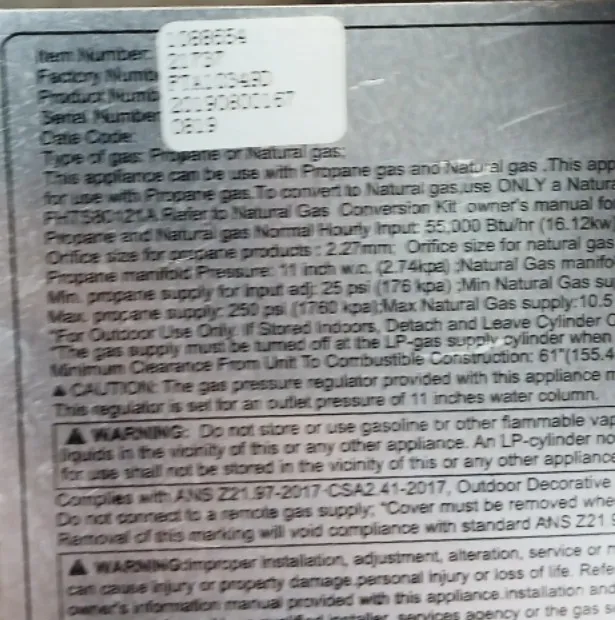 Item Number: 1088654
Factory Numb 21737
Product Numb PTA10349D
Serial Number 20190800167
Date Code: 0819
Type of gas: Propane or Natural gas;
This appliance can be use with Propane gas and Natural gas .This app
for use with Propane gas.To convert to Natural gas,use ONLY a Natur
FHTS80121A.Refer to Natural Gas Conversion Kit owner's manual fo
Propane and Natural gas Normal Hourly Input: 55,000 Btu/hr (16.12kw
Orifice size for propane products : 2.27mm; Orifice size for natural gas
Propane manifold Pressure: 11 inch w.c. (2.74kpa) ;Natural Gas manifo
Min. propane supply for input adj: 25 psi (176 kpa) ;Min Natural Gas su
Max. propane supply: 250 psi (1760 kpa);Max Natural Gas supply:10.5
"For Outdoor Use Only. If Stored Indoors, Detach and Leave Cylinder O
"The gas supply must be turned off at the LP-gas supply cylinder when
Minimum Clearance From Unit To Combustible Construction: 61"(155.4
▲ CAUTION: The gas pressure regulator provided with this appliance m
This regulator is set for an outlet pressure of 11 inches water column.
▲ WARNING: Do not store or use gasoline or other flammable vap
liquids in the vicinity of this or any other appliance. An LP-cylinder no
for use shall not be stored in the vicinity of this or any other appliance
Complies with ANS Z21.97-2017·CSA2.41-2017, Outdoor Decorative
Do not connect to a remote gas supply; "Cover must be removed whe
Removal of this marking will void compliance with standard ANS Z21.9
▲ WARNING:Improper installation, adjustment, alteration, service or m
can cause injury or property damage,personal injury or loss of life. Refe
owner's information manual provided with this appliance.installation and
installer, services agency or the gas s